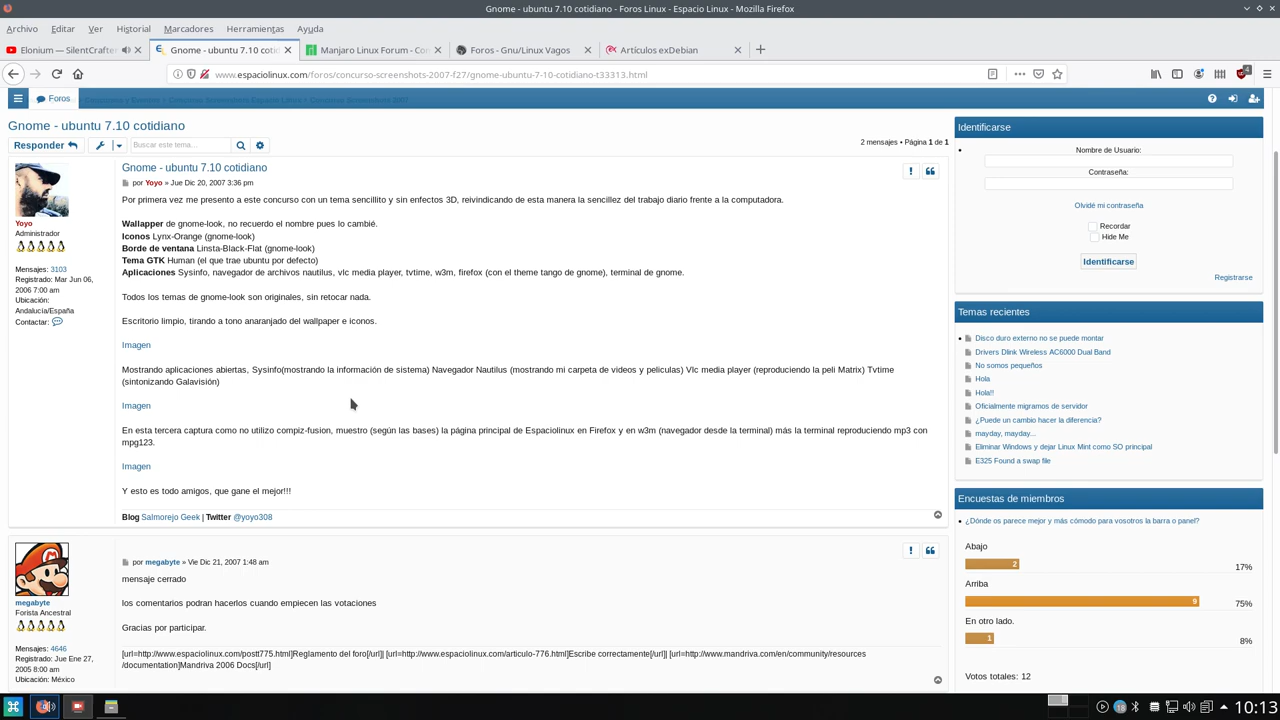 Gnome - ubuntu 7.10 cotidiano - Foros Linux - Espacio Linux - Mozilla Firefox
Archivo Editar Ver Historial Marcadores Herramientas Ayuda
Elonium — SilentCrafter
Gnome - ubuntu 7.10 coti
Manjaro Linux Forum - Co
Foros - Gnu/Linux Vagos
Artículos exDebian
www.espaciolinux.com/foros/concurso-screenshots-2007-f27/gnome-ubuntu-7-10-cotidiano-t33313.html
4
Foros
Gnome - ubuntu 7.10 cotidiano
Responder
Buscar este tema…
2 mensajes • Página 1 de 1
Yoyo
Administrador
Mensajes: 3103
Registrado: Mar Jun 06,
2006 7:00 am
Ubicación:
Andalucía/España
Contactar:
Gnome - ubuntu 7.10 cotidiano
por Yoyo » Jue Dic 20, 2007 3:36 pm
Por primera vez me presento a este concurso con un tema sencillito y sin enfectos 3D, reivindicando de esta manera la sencillez del trabajo diario frente a la computadora.
Wallapper de gnome-look, no recuerdo el nombre pues lo cambié.
Iconos Lynx-Orange (gnome-look)
Borde de ventana Linsta-Black-Flat (gnome-look)
Tema GTK Human (el que trae ubuntu por defecto)
Aplicaciones Sysinfo, navegador de archivos nautilus, vlc media player, tvtime, w3m, firefox (con el theme tango de gnome), terminal de gnome.
Todos los temas de gnome-look son originales, sin retocar nada.
Escritorio limpio, tirando a tono anaranjado del wallpaper e iconos.
Imagen
Mostrando aplicaciones abiertas, Sysinfo(mostrando la información de sistema) Navegador Nautilus (mostrando mi carpeta de videos y peliculas) Vlc media player (reproduciendo la peli Matrix) Tvtime
(sintonizando Galavisión)
Imagen
En esta tercera captura como no utilizo compiz-fusion, muestro (según las bases) la página principal de Espaciolinux en Firefox y en w3m (navegador desde la terminal) más la terminal reproduciendo mp3 con
mpg123.
Imagen
Y esto es todo amigos, que gane el mejor!!!
Blog Salmorejo Geek | Twitter @yoyo308
megabyte
Forista Ancestral
Mensajes: 4646
Registrado: Jue Ene 27,
2005 8:00 am
Ubicación: México
por megabyte » Vie Dic 21, 2007 1:48 am
mensaje cerrado
los comentarios podran hacerlos cuando empiecen las votaciones
Gracias por participar.
[url=http://www.espaciolinux.com/postt775.html]Reglamento del foro[/url]| [url=http://www.espaciolinux.com/articulo-776.html]Escribe correctamente[/url]| [url=http://www.mandriva.com/en/community/resources
/documentation]Mandriva 2006 Docs[/url]
Identificarse
Nombre de Usuario:
Contraseña:
Olvidé mi contraseña
Recordar
Hide Me
Identificarse
Registrarse
Temas recientes
Disco duro externo no se puede montar
Drivers Dlink Wireless AC6000 Dual Band
No somos pequeños
Hola
Hola!!
Oficialmente migramos de servidor
¿Puede un cambio hacer la diferencia?
mayday, mayday...
Eliminar Windows y dejar Linux Mint como SO principal
E325 Found a swap file
Encuestas de miembros
¿Dónde os parece mejor y más cómodo para vosotros la barra o panel?
Abajo
2 17%
Arriba
9 75%
En otro lado.
1 8%
Votos totales: 12
18
10:13